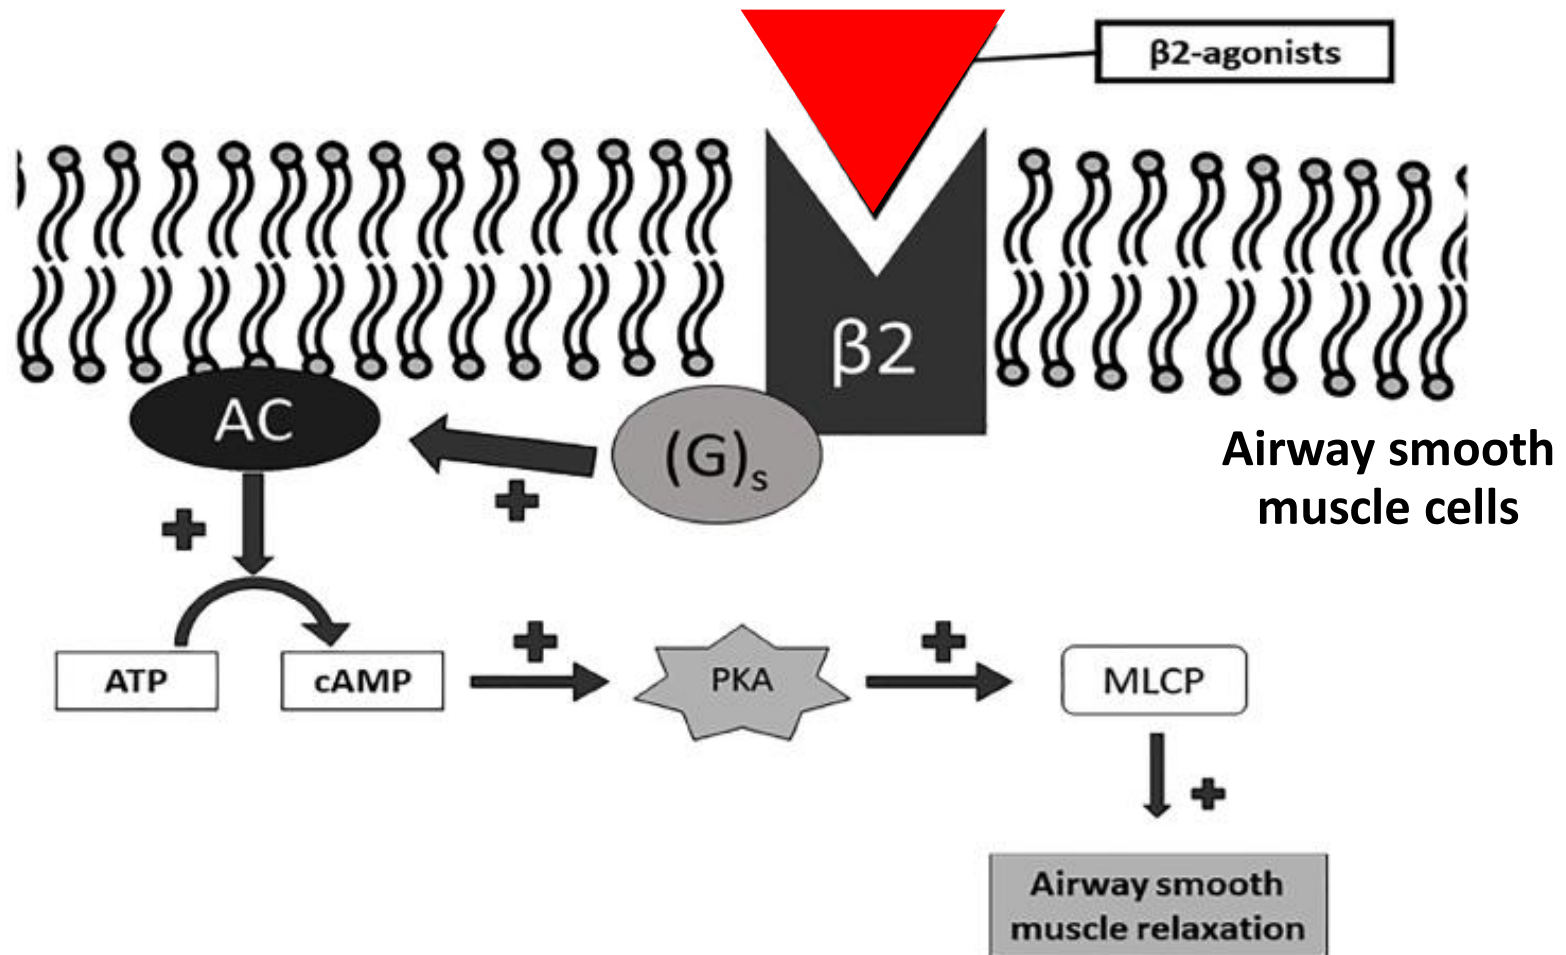 β2-agonists
β2
AC
(G)s
Airway smooth
muscle cells
ATP
cAMP
PKA
MLCP
Airway smooth
muscle relaxation